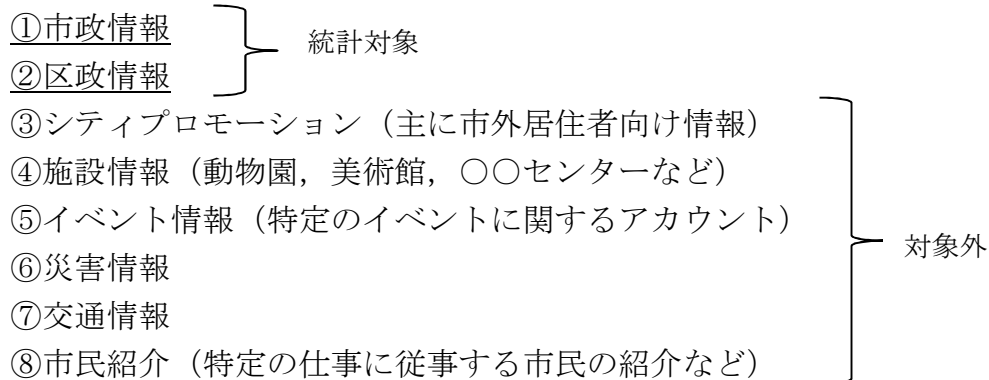 ①市政情報
統計対象
②区政情報
③シティプロモーション（主に市外居住者向け情報）
④施設情報（動物園，美術館，○○センターなど）
⑤イベント情報（特定のイベントに関するアカウント）
対象外
⑥災害情報
⑦交通情報
⑧市民紹介（特定の仕事に従事する市民の紹介など）